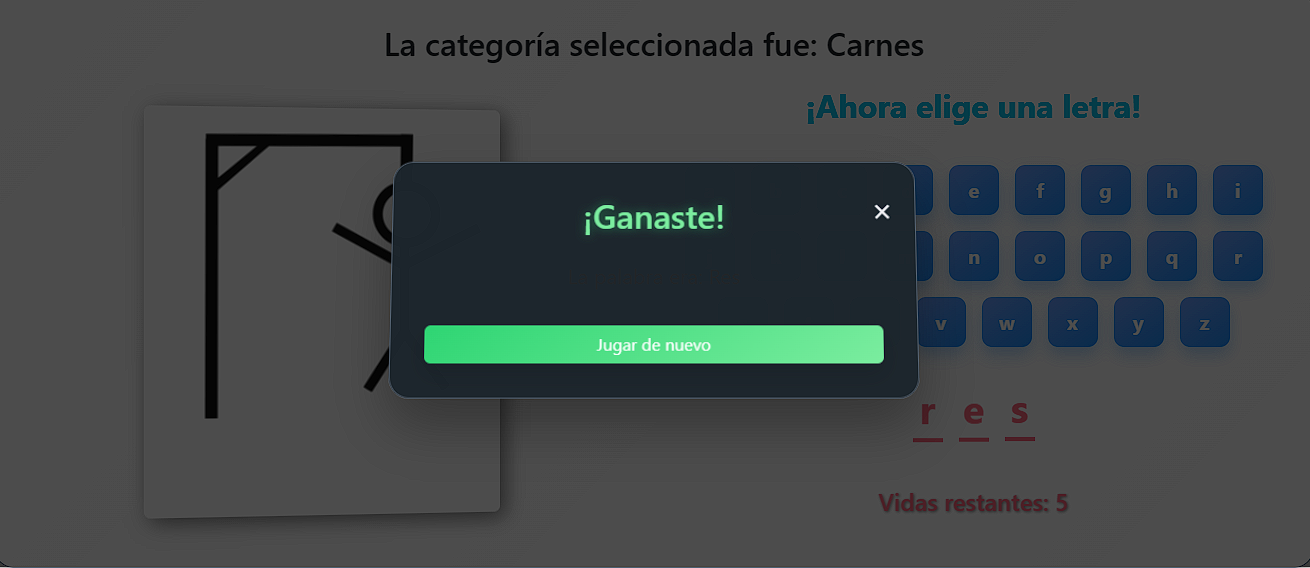 La categoría seleccionada fue: Carnes
¡Ahora elige una letra!
e f g h i
n o p q r
v w x y z
¡Ganaste!
Jugar de nuevo
r e s
Vidas restantes: 5